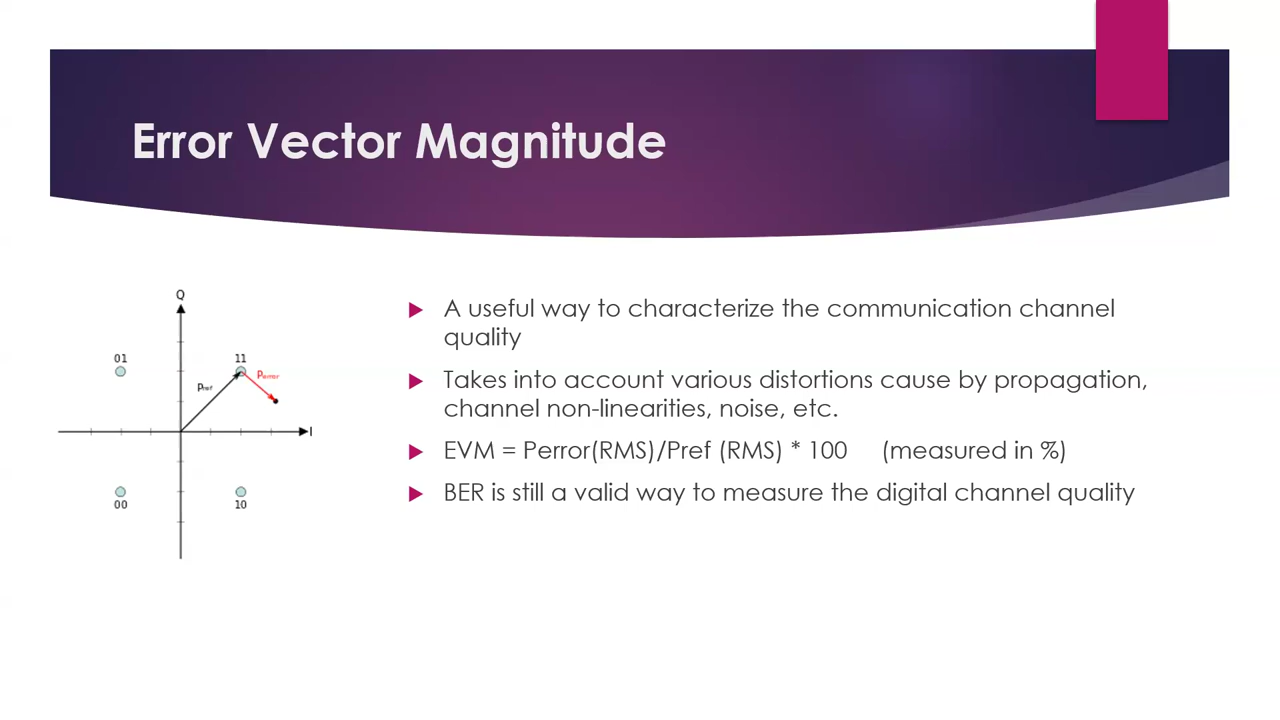 Error Vector Magnitude
Q
01
11
Pref
Perror
I
00
10
A useful way to characterize the communication channel
quality
Takes into account various distortions cause by propagation,
channel non-linearities, noise, etc.
EVM = Perror(RMS)/Pref (RMS) * 100 (measured in %)
BER is still a valid way to measure the digital channel quality